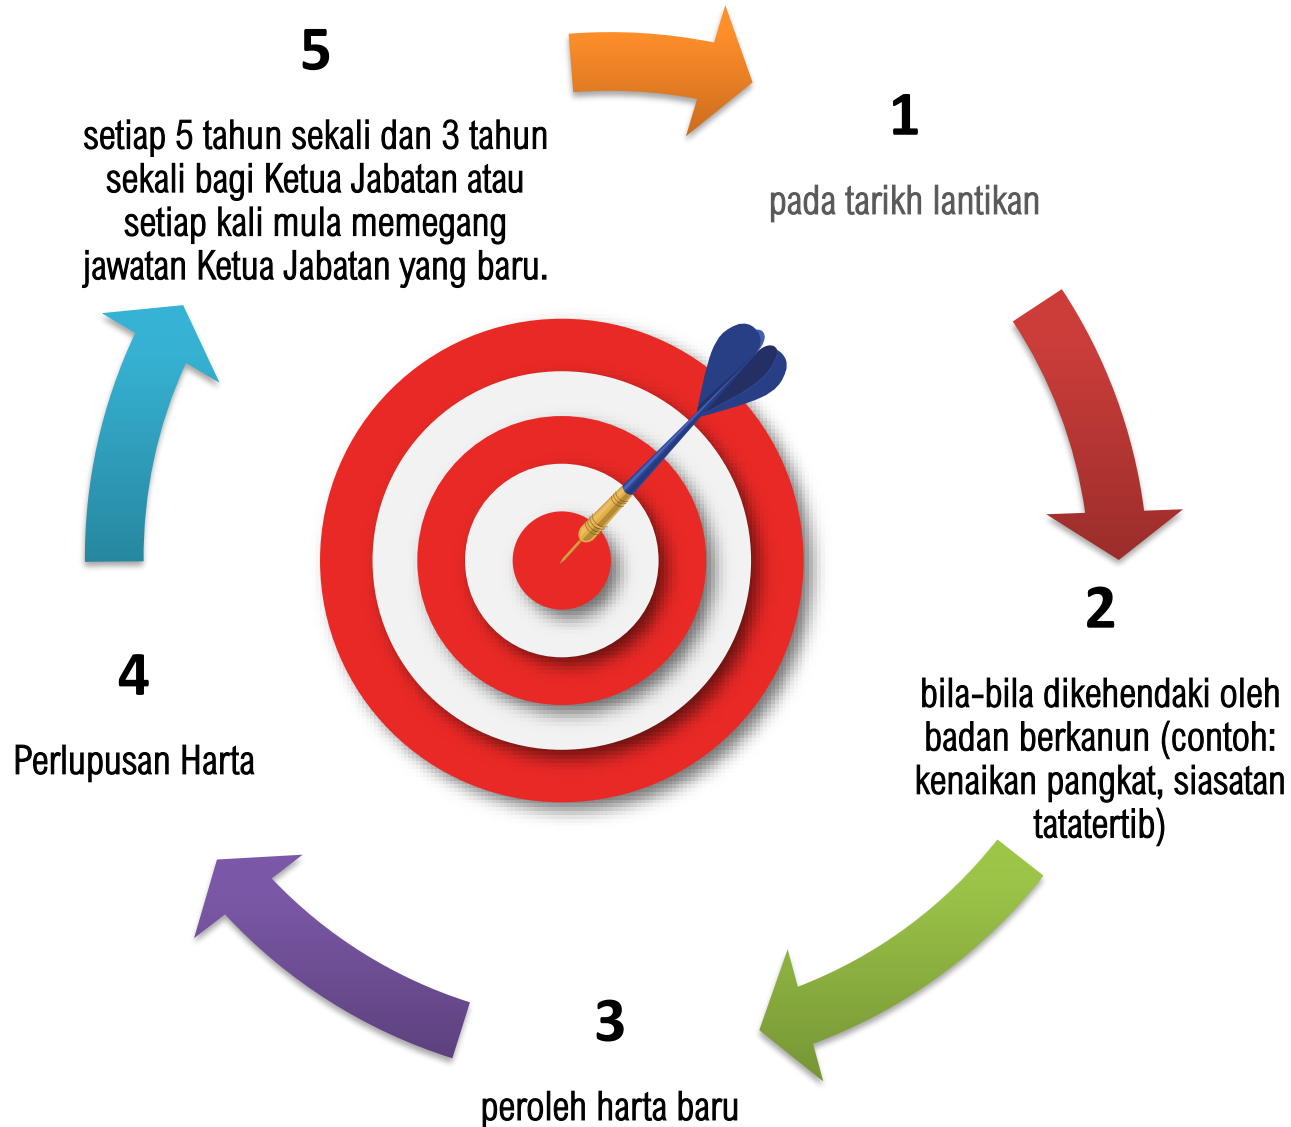 1
pada tarikh lantikan
2
bila-bila dikehendaki oleh
badan berkanun (contoh:
kenaikan pangkat, siasatan
tatatertib)
3
peroleh harta baru
4
Perlupusan Harta
5
setiap 5 tahun sekali dan 3 tahun
sekali bagi Ketua Jabatan atau
setiap kali mula memegang
jawatan Ketua Jabatan yang baru.